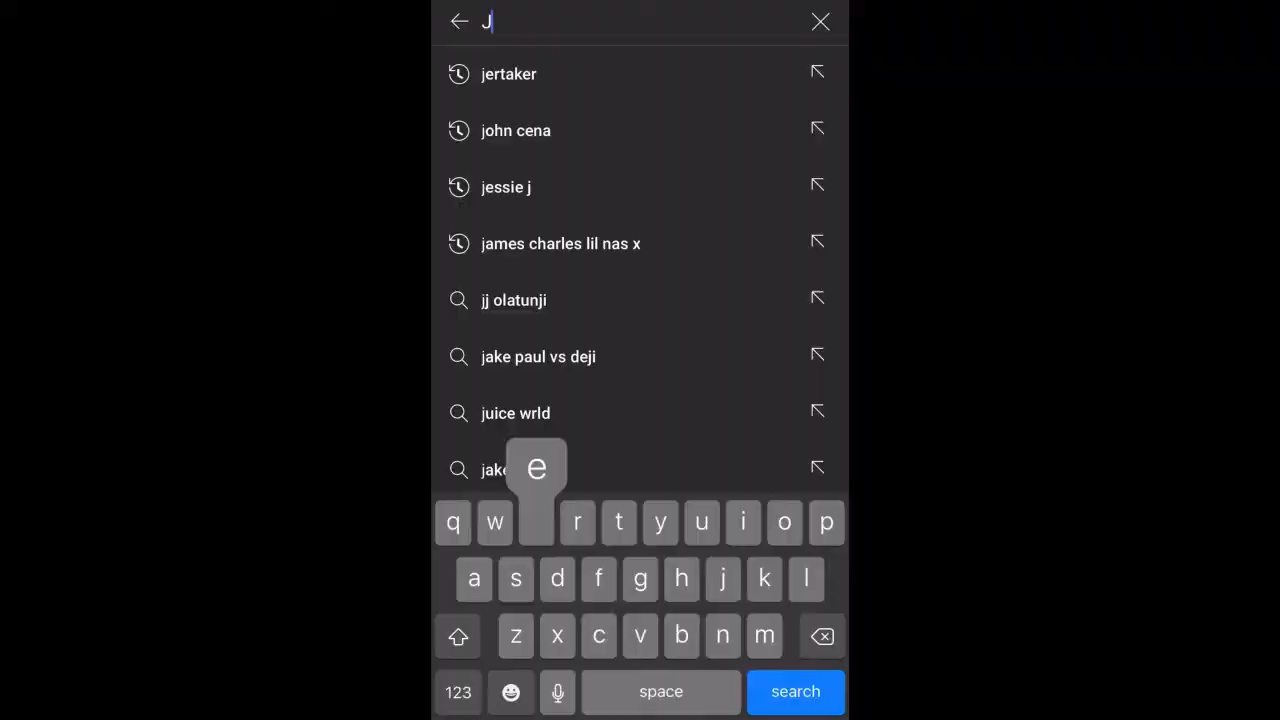 J
jertaker
john cena
jessie j
james charles lil nas x
jj olatunji
jake paul vs deji
juice wrld
e
q w r t y u i o p
a s d f g h j k l
z x c v b n m
123 space search